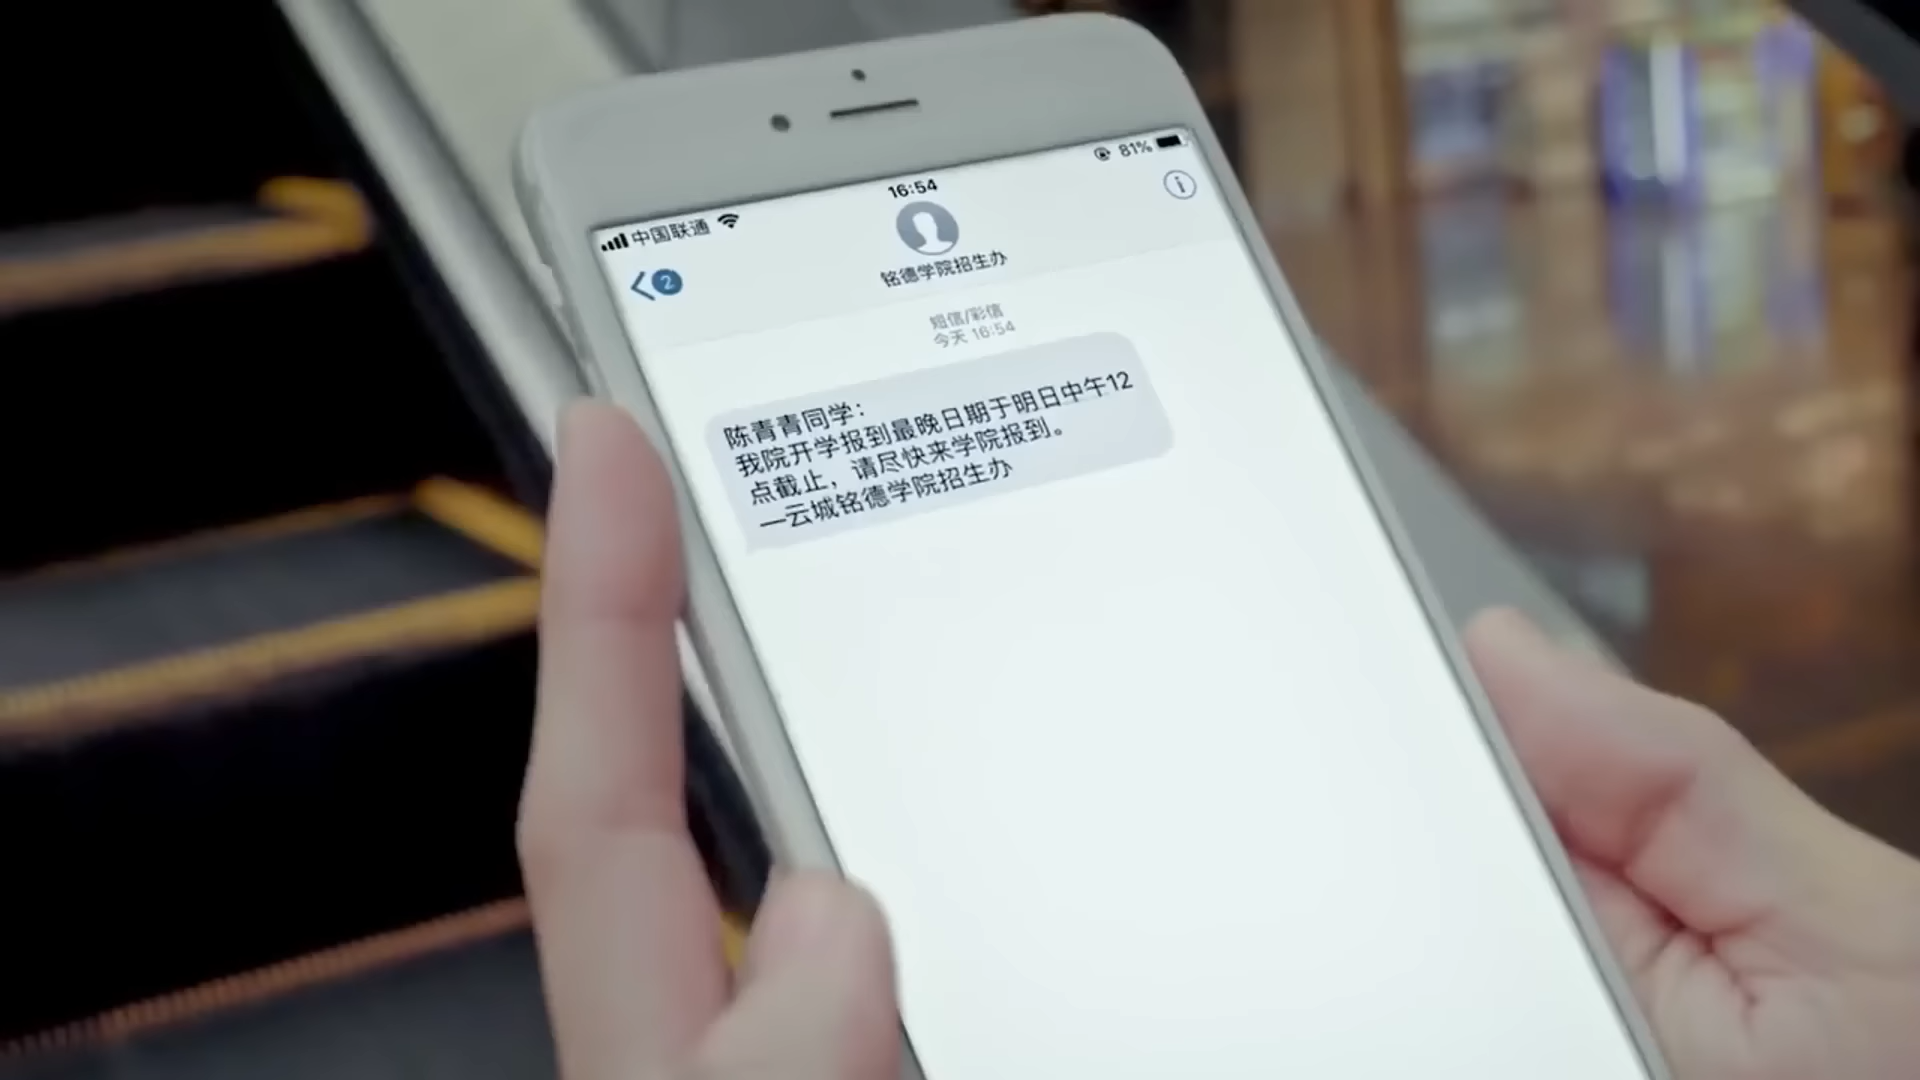 中国联通
16:54
81%
2
铭德学院招生办
短信/彩信
今天 16:54
陈青青同学：
我院开学报到最晚日期于明日中午12
点截止，请尽快来学院报到。
—云城铭德学院招生办